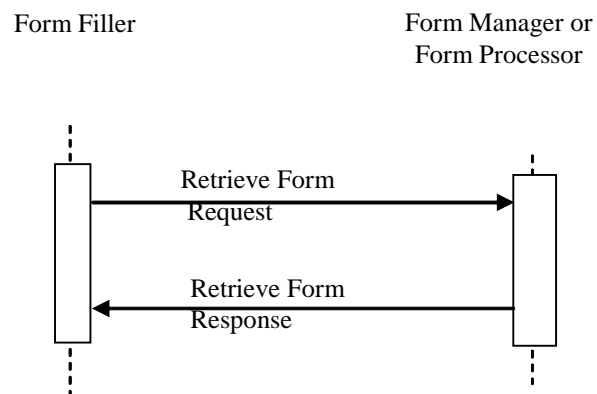 Form Filler
Form Manager or
Form Processor
Retrieve Form
Request
Retrieve Form
Response